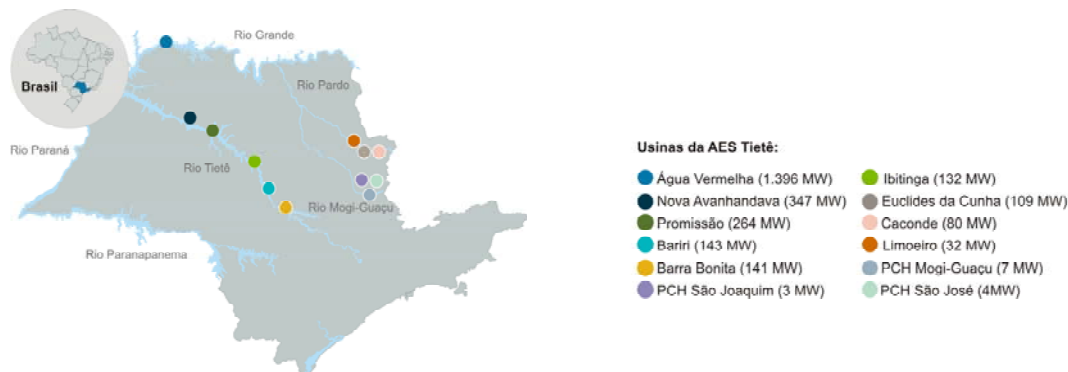 Rio Grande
Brasil
Rio Pardo
Rio Paraná
Rio Tietê
Rio Mogi-Guaçu
Rio Paranapanema
Usinas da AES Tietê:
Água Vermelha (1.396 MW)
Ibitinga (132 MW)
Nova Avanhandava (347 MW)
Euclides da Cunha (109 MW)
Promissão (264 MW)
Caconde (80 MW)
Bariri (143 MW)
Limoeiro (32 MW)
Barra Bonita (141 MW)
PCH Mogi-Guaçu (7 MW)
PCH São Joaquim (3 MW)
PCH São José (4MW)